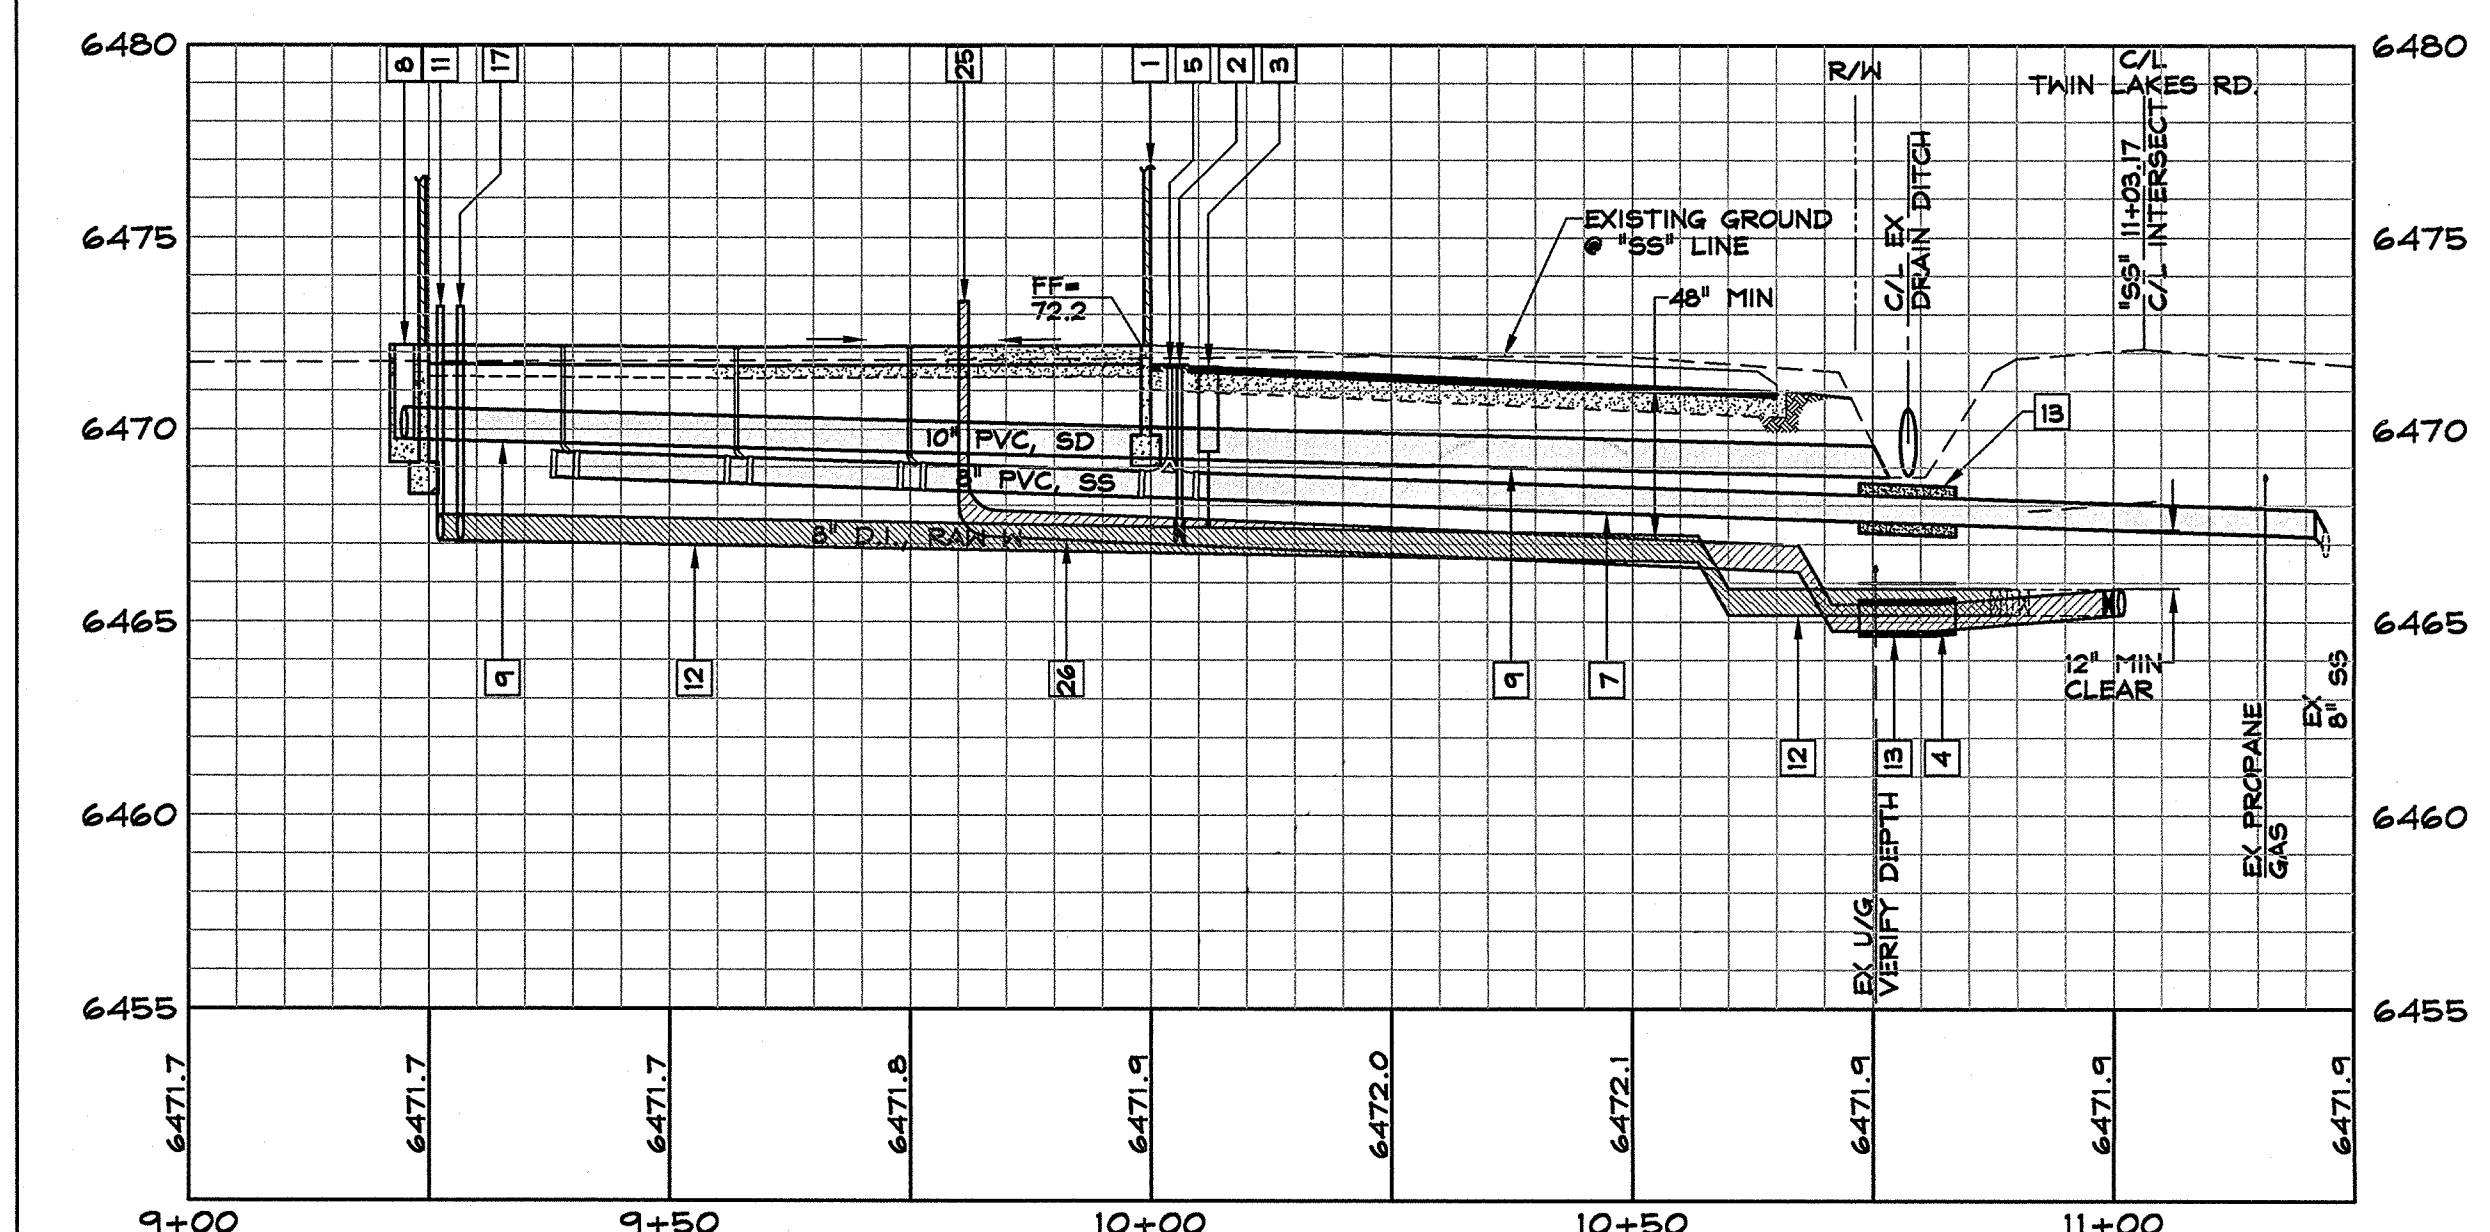 6480
8
11
17
25
1
5
2
3
R/W
C/L
TWIN LAKES RD.
6480
"SS" 11+03.17
C/L INTERSECT
C/L EX
DRAIN DITCH
6475
EXISTING GROUND
@ "SS" LINE
6475
FF=
72.2
48" MIN
6470
10" PVC, SD
13
6470
8" PVC, SS
8" D.I., RAW W
6465
6465
9
12
26
9
7
12" MIN
CLEAR
EX
8" SS
12
13
4
EX PROPANE
GAS
6460
6460
EX U/G
VERIFY DEPTH
6455
6455
6471.7
6471.7
6471.7
6471.8
6471.9
6472.0
6472.1
6471.9
6471.9
6471.9
9+00
9+50
10+00
10+50
11+00